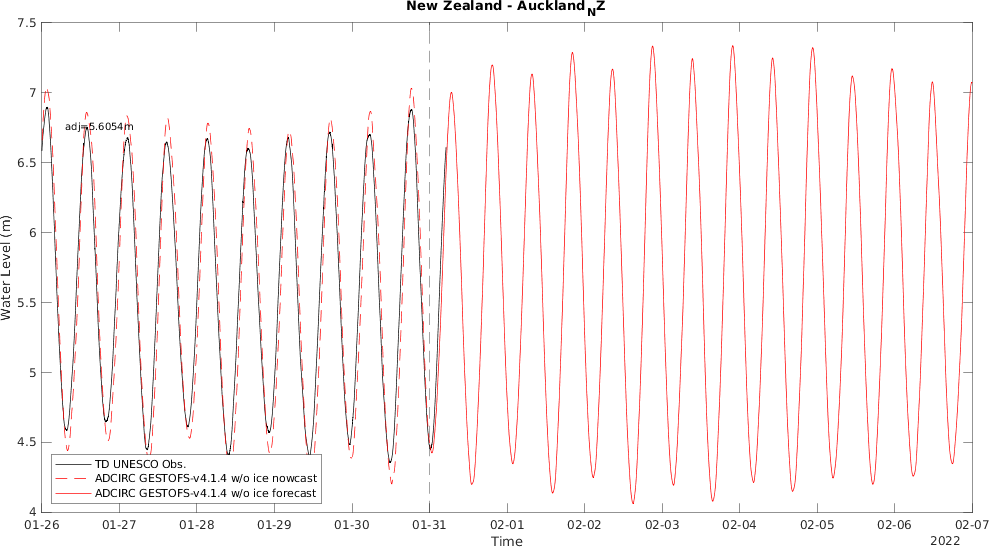 New Zealand - Auckland_NZ
7.5
7
6.5
6
5.5
5
4.5
4
Water Level (m)
adj=5.6054m
TD UNESCO Obs.
ADCIRC GESTOFS-v4.1.4 w/o ice nowcast
ADCIRC GESTOFS-v4.1.4 w/o ice forecast
01-26 01-27 01-28 01-29 01-30 01-31 02-01 02-02 02-03 02-04 02-05 02-06 02-07
Time
2022